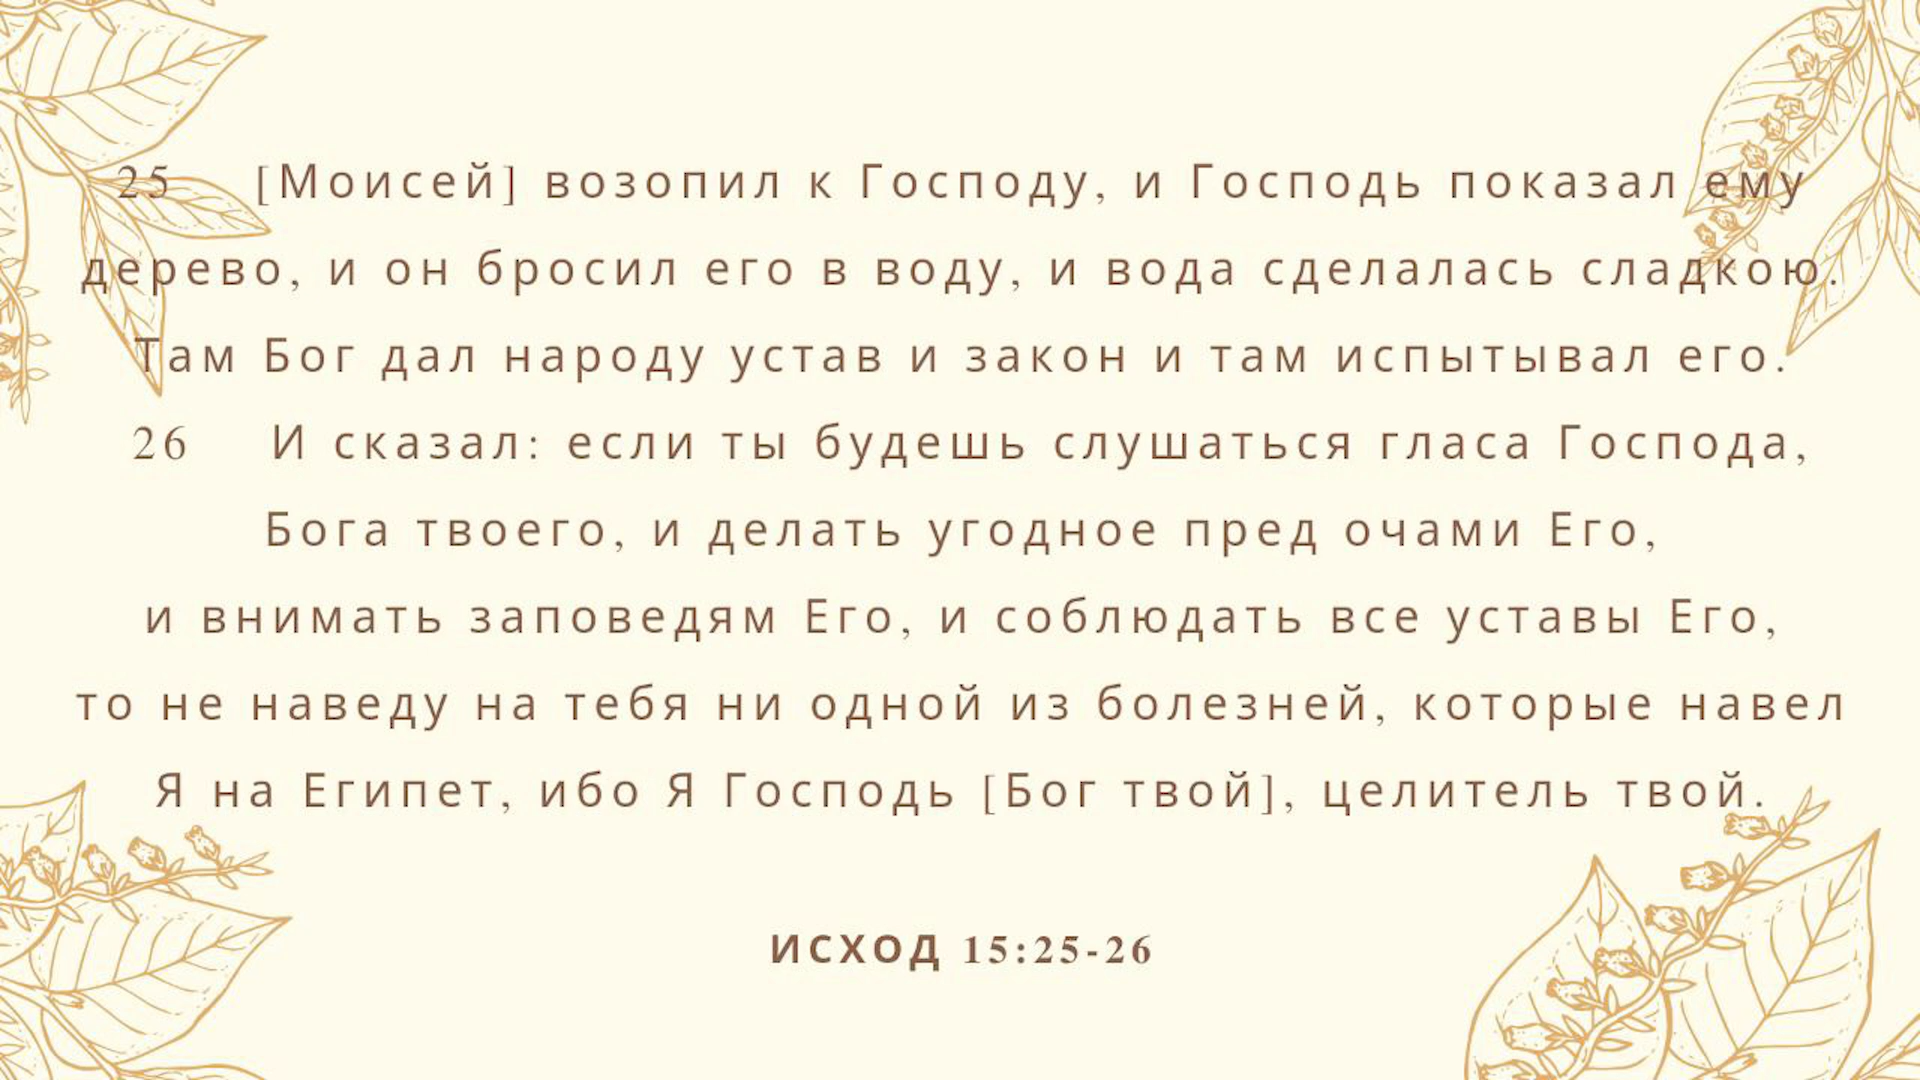 25 [Моисей] возопил к Господу, и Господь показал ему
дерево, и он бросил его в воду, и вода сделалась сладкою.
Там Бог дал народу устав и закон и там испытывал его.
26 И сказал: если ты будешь слушаться гласа Господа,
Бога твоего, и делать угодное пред очами Его,
и внимать заповедям Его, и соблюдать все уставы Его,
то не наведу на тебя ни одной из болезней, которые навел
Я на Египет, ибо Я Господь [Бог твой], целитель твой.
ИСХОД 15:25-26